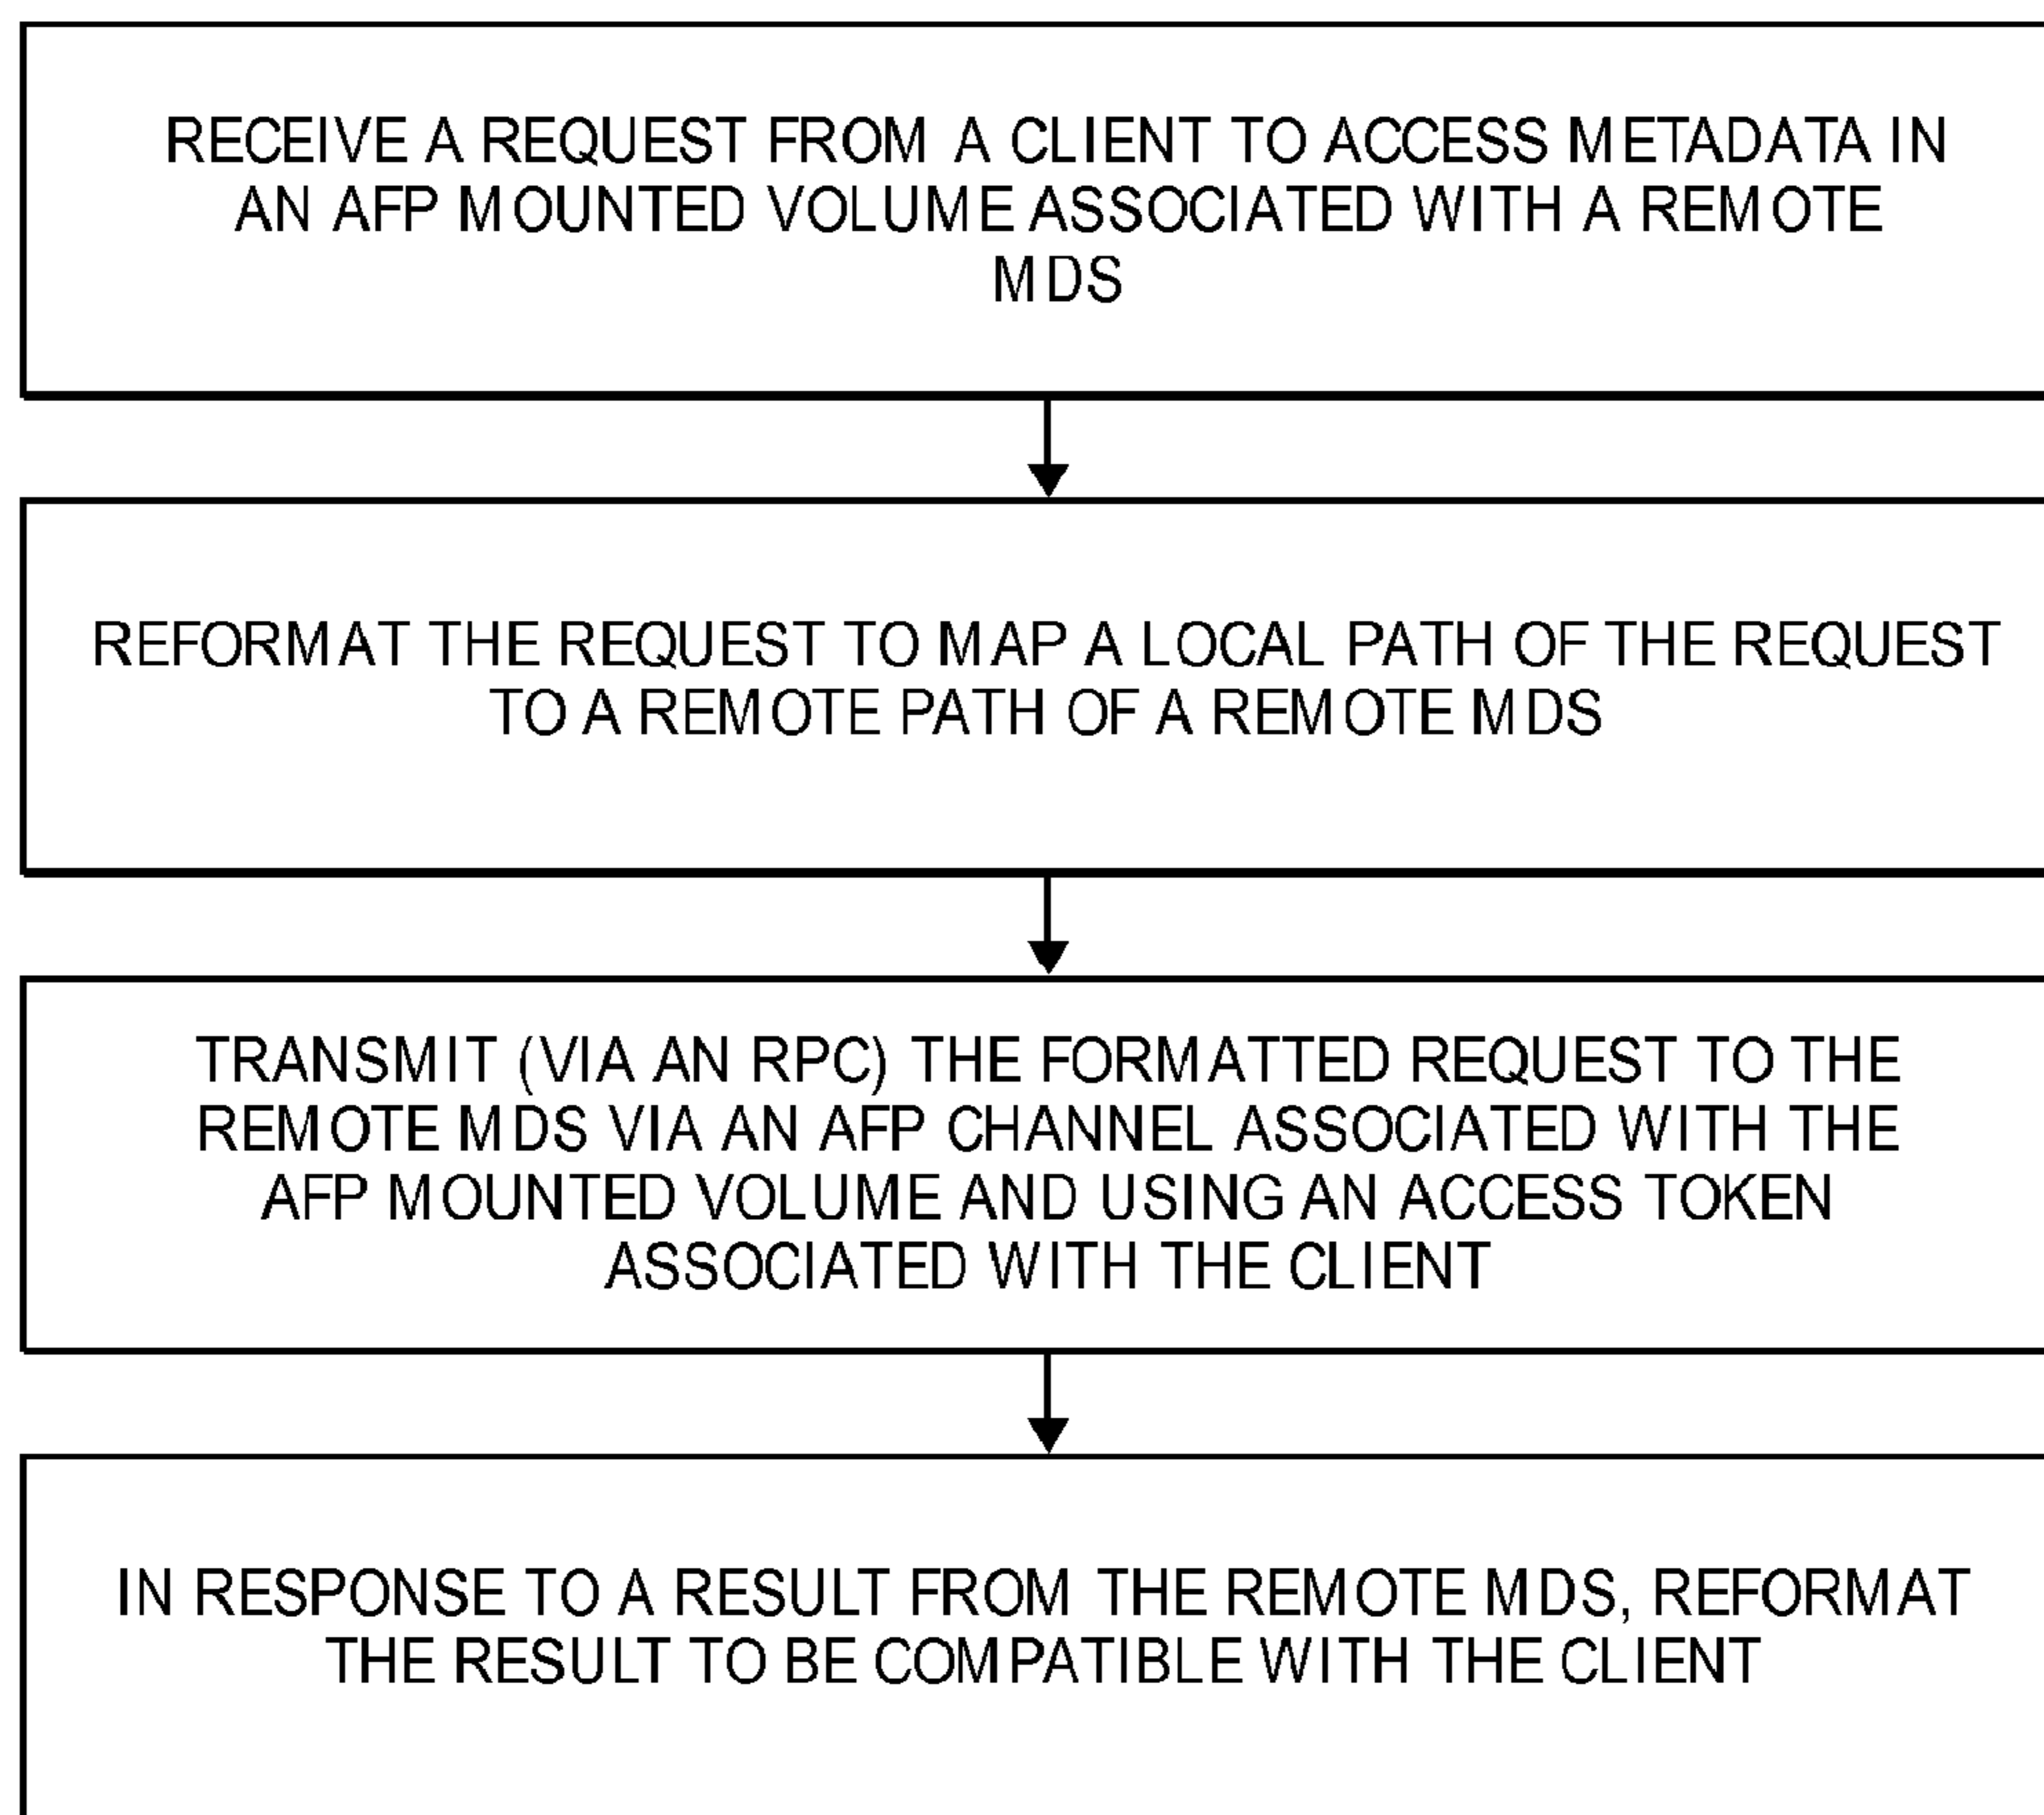 RECEIVE A REQUEST FROM A CLIENT TO ACCESS METADATA IN
AN AFP MOUNTED VOLUME ASSOCIATED WITH A REMOTE
MDS
REFORMAT THE REQUEST TO MAP A LOCAL PATH OF THE REQUEST
TO A REMOTE PATH OF A REMOTE MDS
TRANSMIT (VIA AN RPC) THE FORMATTED REQUEST TO THE
REMOTE MDS VIA AN AFP CHANNEL ASSOCIATED WITH THE
AFP MOUNTED VOLUME AND USING AN ACCESS TOKEN
ASSOCIATED WITH THE CLIENT
IN RESPONSE TO A RESULT FROM THE REMOTE MDS, REFORMAT
THE RESULT TO BE COMPATIBLE WITH THE CLIENT